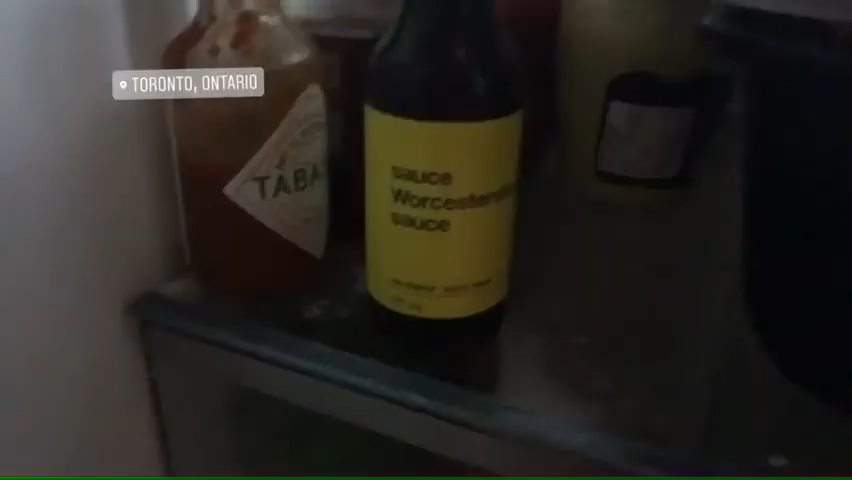 TORONTO, ONTARIO
TABA
sauce
Worcestershi
sauce